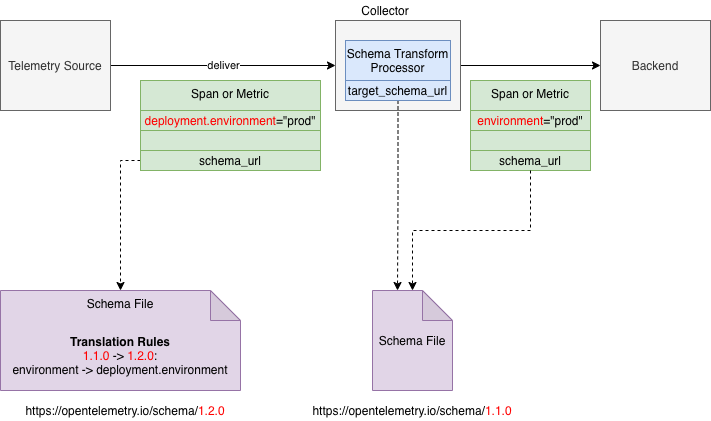 Collector
Telemetry Source
deliver
Schema Transform
Processor
target_schema_url
Backend
Span or Metric
deployment.environment="prod"
schema_url
Span or Metric
environment="prod"
schema_url
Schema File
Translation Rules
1.1.0 -> 1.2.0:
environment -> deployment.environment
Schema File
https://opentelemetry.io/schema/1.2.0
https://opentelemetry.io/schema/1.1.0